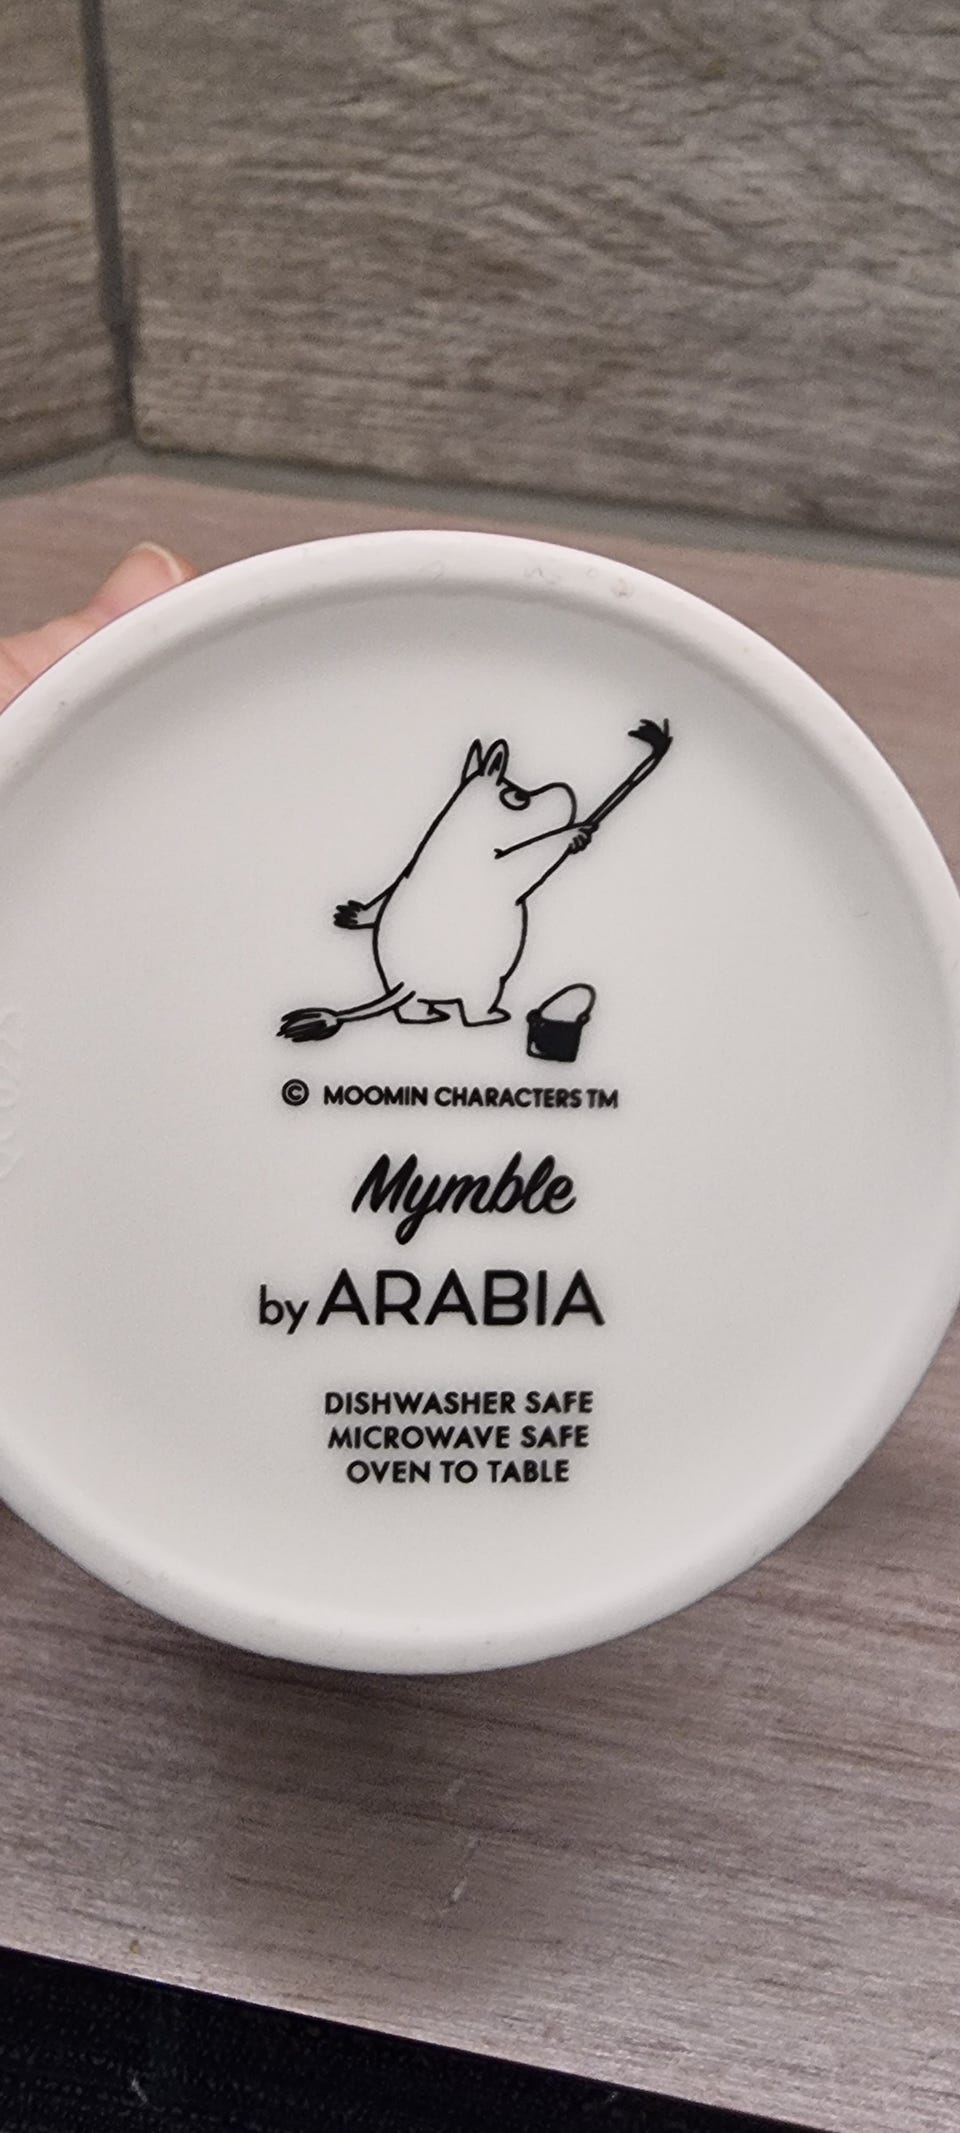 © MOOMIN CHARACTERS TM
Mymble
by ARABIA
DISHWASHER SAFE
MICROWAVE SAFE
OVEN TO TABLE